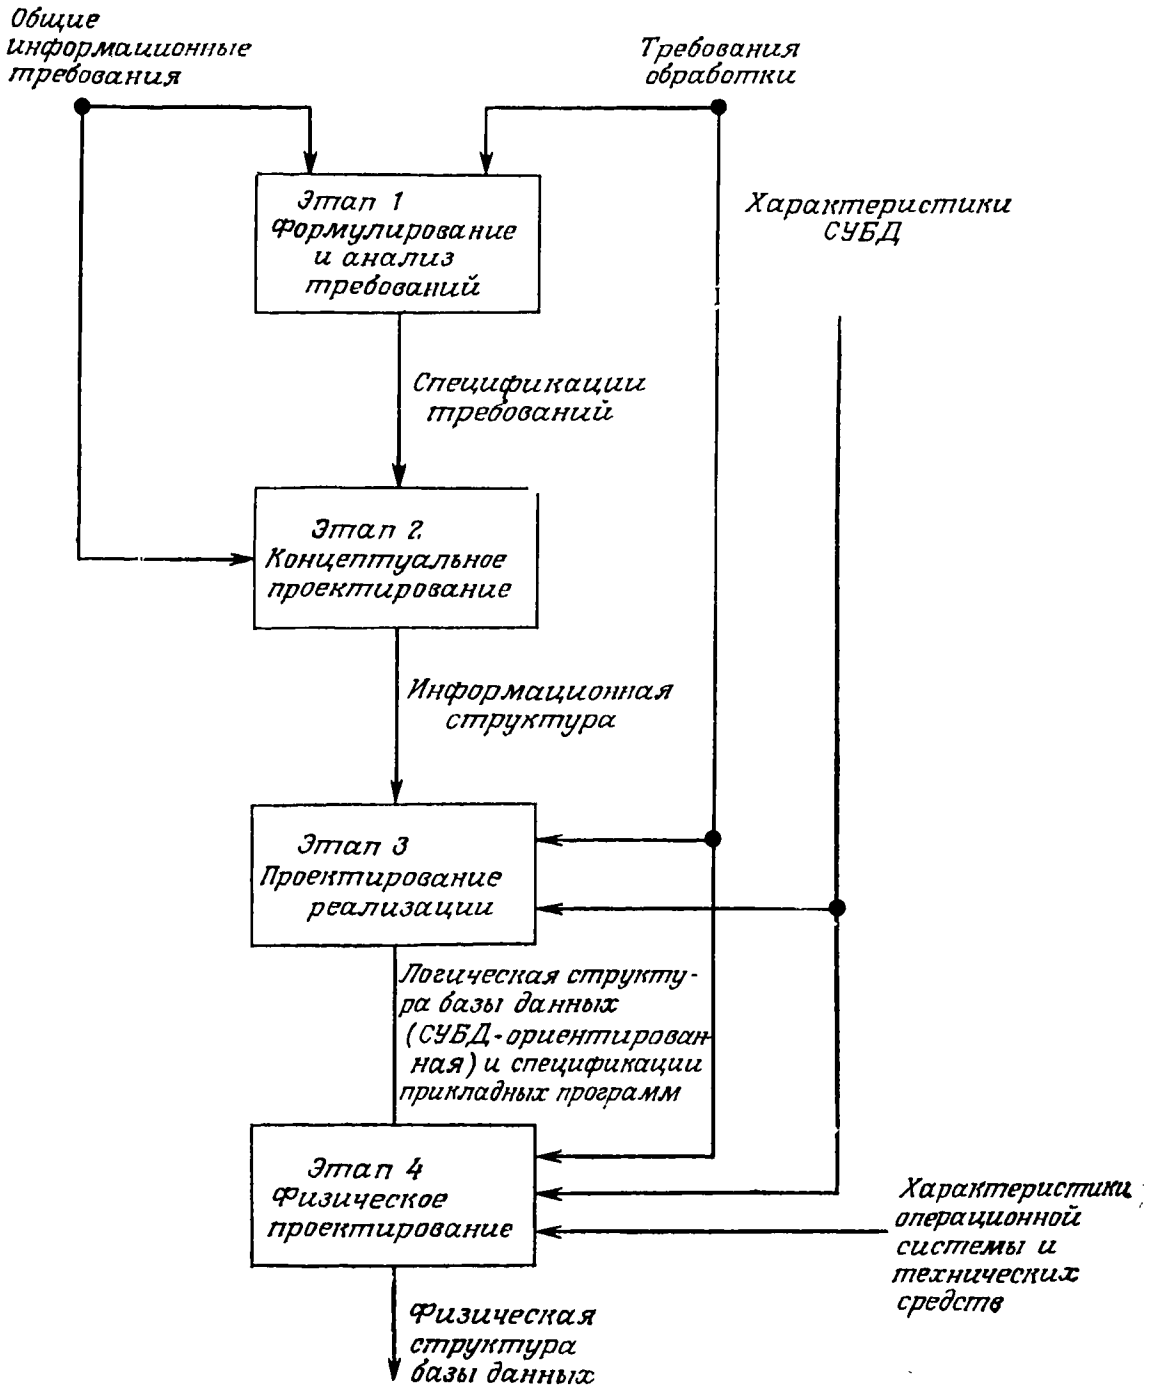 Общие
информационные
требования
Требования
обработки
Этап 1
Формулирование
и анализ
требований
Характеристики
СУБД
Спецификации
требований
Этап 2
Концептуальное
проектирование
Информационная
структура
Этап 3
Проектирование
реализации
Логическая структу-
ра базы данных
(СУБД-ориентирован-
ная) и спецификации
прикладных программ
Этап 4
Физическое
проектирование
Характеристики
операционной
системы и
технических
средств
Физическая
структура
базы данных